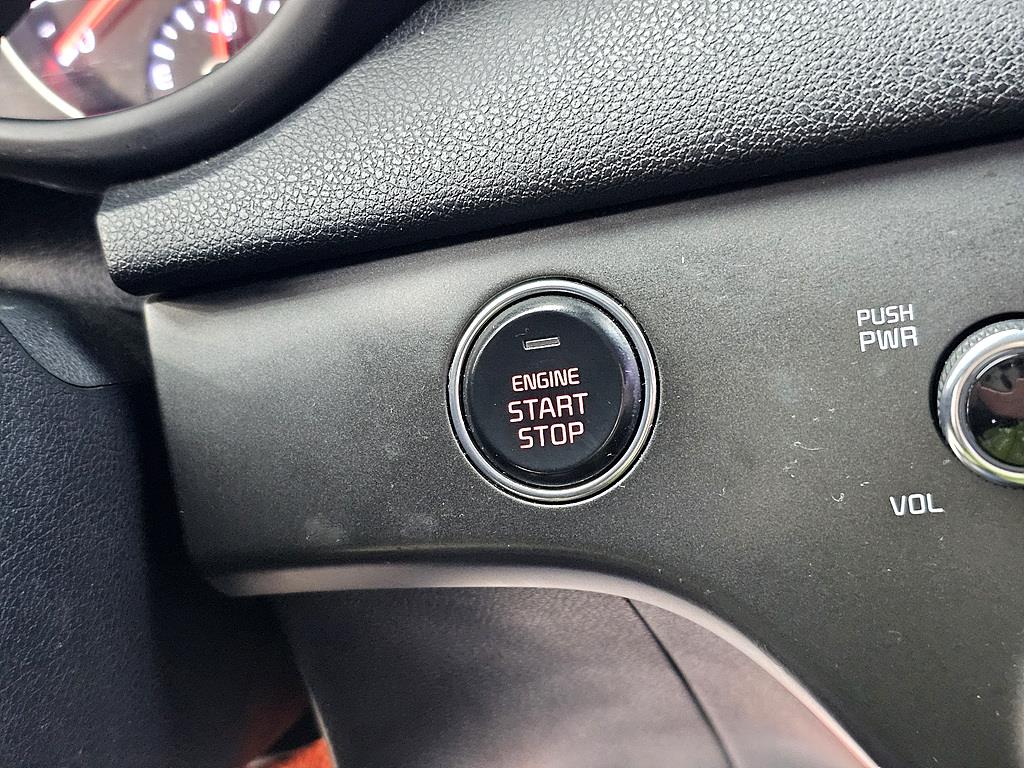 ENGINE
START
STOP
PUSH
PWR
VOL
E